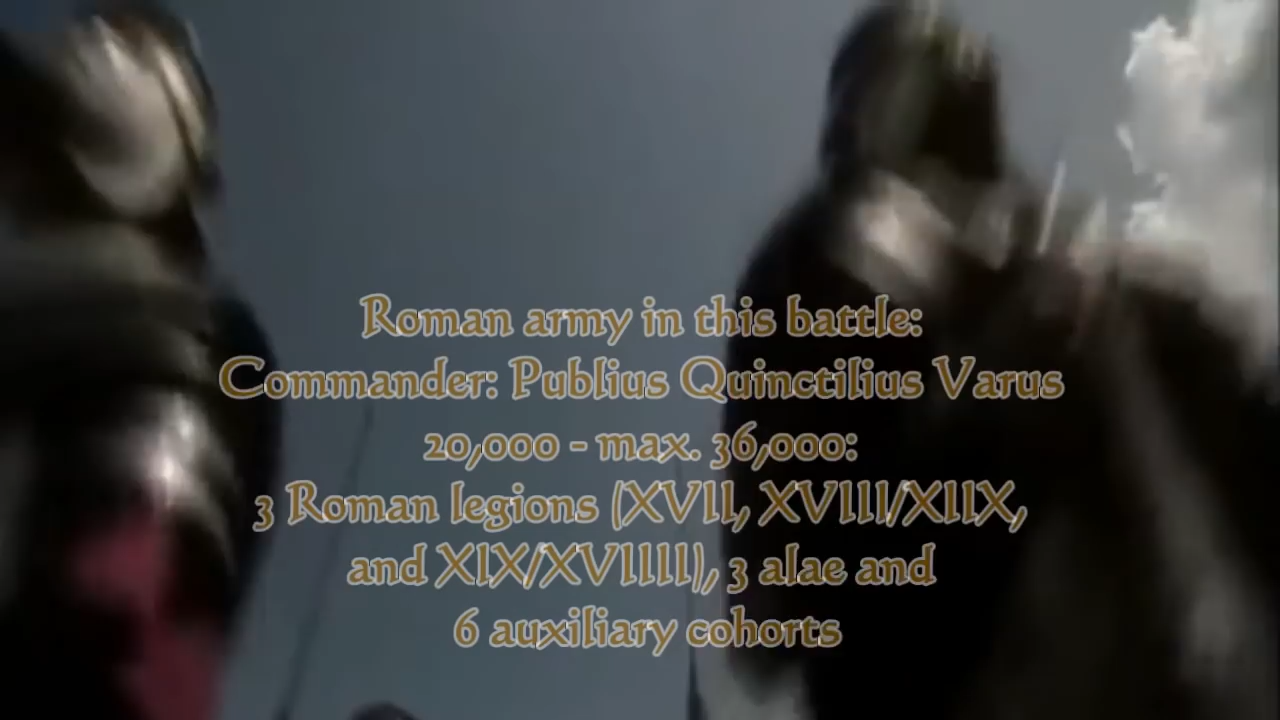 Roman army in this battle:
Commander: Publius Quinctilius Varus
20,000 - max. 36,000:
3 Roman legions (XVII, XVIII/XIIX,
and XIX/XVIIII), 3 alae and
6 auxiliary cohorts